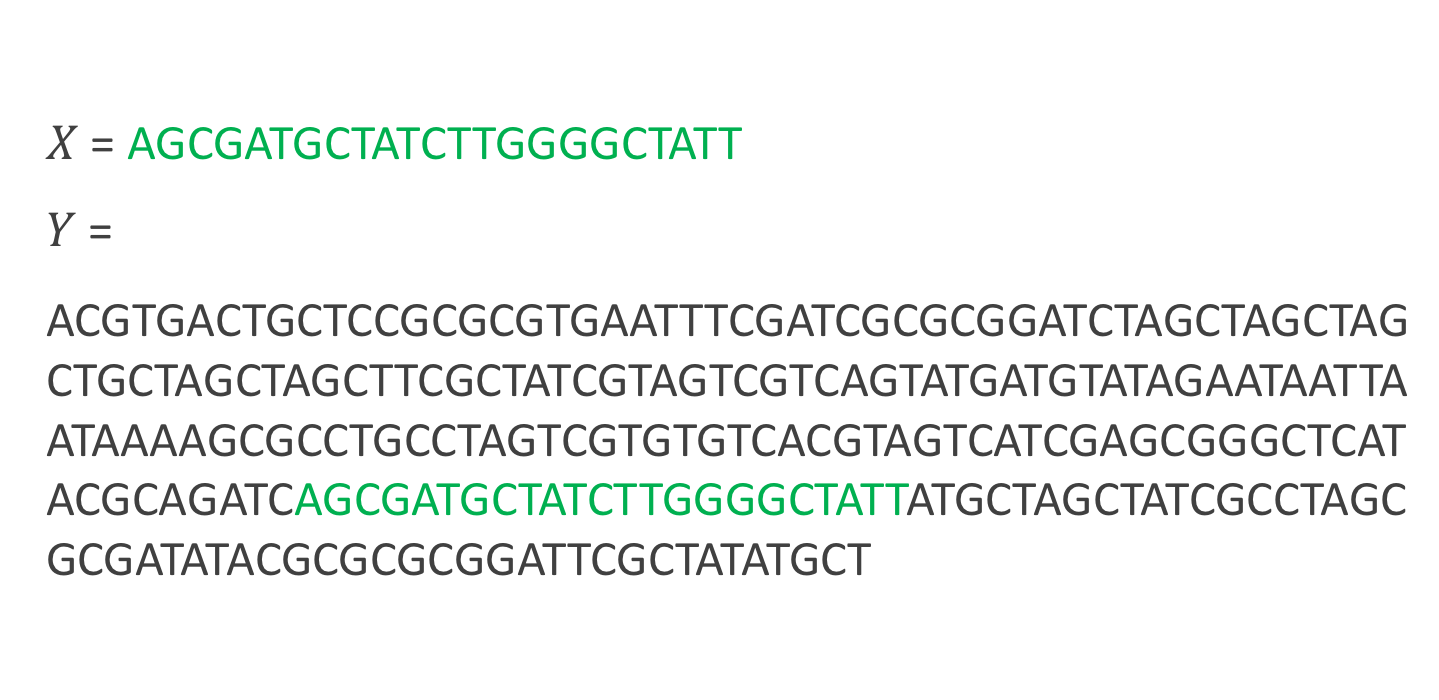 X = AGCGATGCTATCTTGGGGCTATT
Y =
ACGTGACTGCTCCGCGCGTGAATTTCGATCGCGCGGATCTAGCTAGCTAG
CTGCTAGCTAGCTTCGCTATCGTAGTCGTCAGTATGATGTATAGAATAATTA
ATAAAAGCGCCTGCCTAGTCGTGTGTCACGTAGTCATCGAGCGGGCTCAT
ACGCAGATCAGCGATGCTATCTTGGGGCTATTATGCTAGCTATCGCCTAGC
GCGATATACGCGCGCGGATTCGCTATATGCT